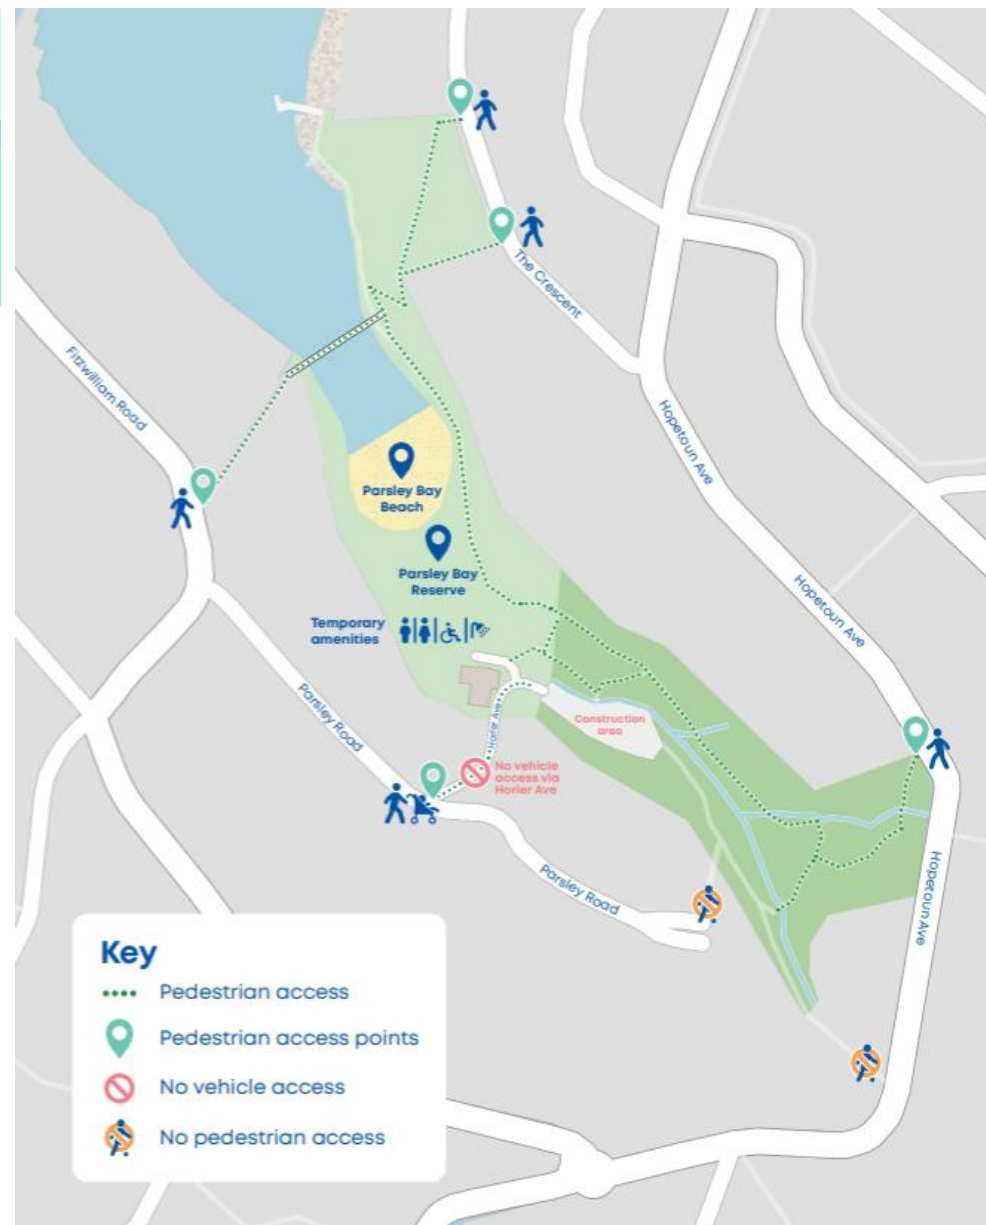 The Crescent
Fitzwilliam Road
Hopetoun Ave
Parsley Bay
Beach
Parsley Bay
Reserve
Hopetoun Ave
Temporary
amenities
Parsley Road
Horler Ave
Construction
area
No vehicle
access via
Horler Ave
Parsley Road
Hopetoun Ave
Key
Pedestrian access
Pedestrian access points
No vehicle access
No pedestrian access